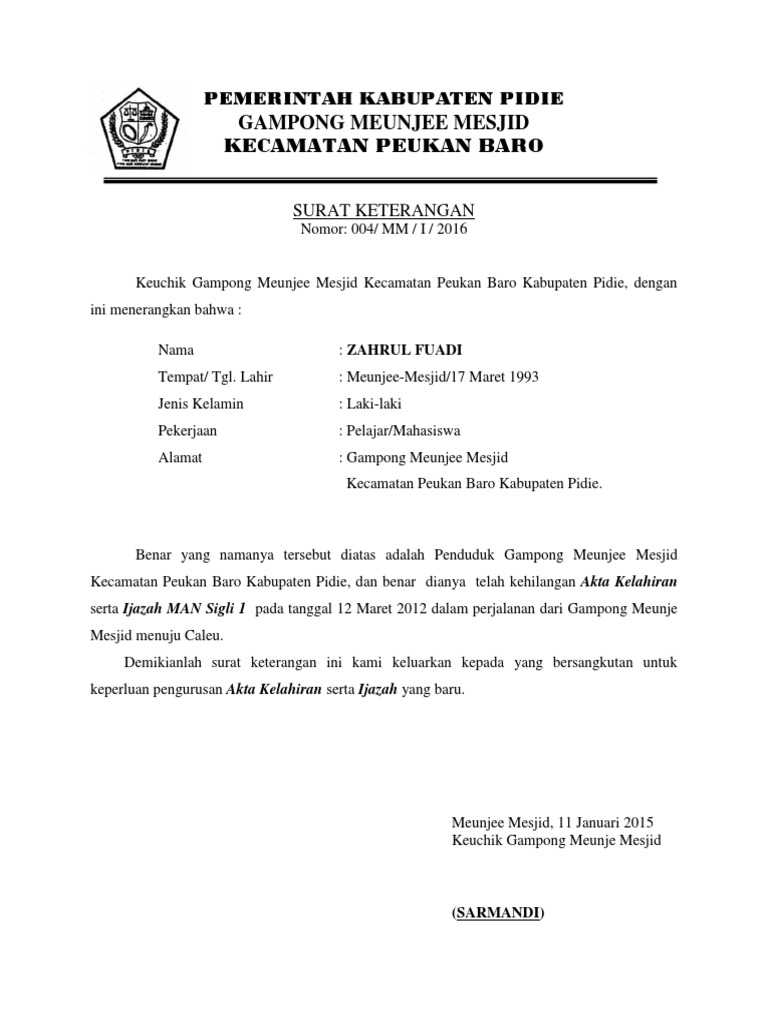 PEMERINTAH KABUPATEN PIDIE
GAMPONG MEUNJEE MESJID
KECAMATAN PEUKAN BARO
PIDIE
SURAT KETERANGAN
Nomor: 004/ MM / I / 2016
Keuchik Gampong Meunjee Mesjid Kecamatan Peukan Baro Kabupaten Pidie, dengan
ini menerangkan bahwa :
Nama : ZAHRUL FUADI
Tempat/ Tgl. Lahir : Meunjee-Mesjid/17 Maret 1993
Jenis Kelamin : Laki-laki
Pekerjaan : Pelajar/Mahasiswa
Alamat : Gampong Meunjee Mesjid
Kecamatan Peukan Baro Kabupaten Pidie.
Benar yang namanya tersebut diatas adalah Penduduk Gampong Meunjee Mesjid
Kecamatan Peukan Baro Kabupaten Pidie, dan benar dianya telah kehilangan Akta Kelahiran
serta Ijazah MAN Sigli 1 pada tanggal 12 Maret 2012 dalam perjalanan dari Gampong Meunje
Mesjid menuju Caleu.
Demikianlah surat keterangan ini kami keluarkan kepada yang bersangkutan untuk
keperluan pengurusan Akta Kelahiran serta Ijazah yang baru.
Meunjee Mesjid, 11 Januari 2015
Keuchik Gampong Meunje Mesjid
(SARMANDI)